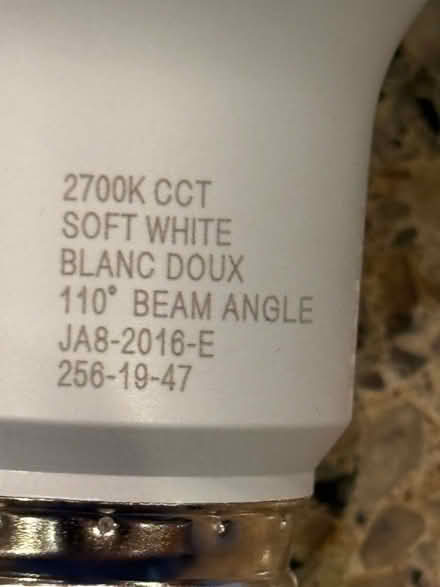 2700K CCT
SOFT WHITE
BLANC DOUX
110° BEAM ANGLE
JA8-2016-E
256-19-47